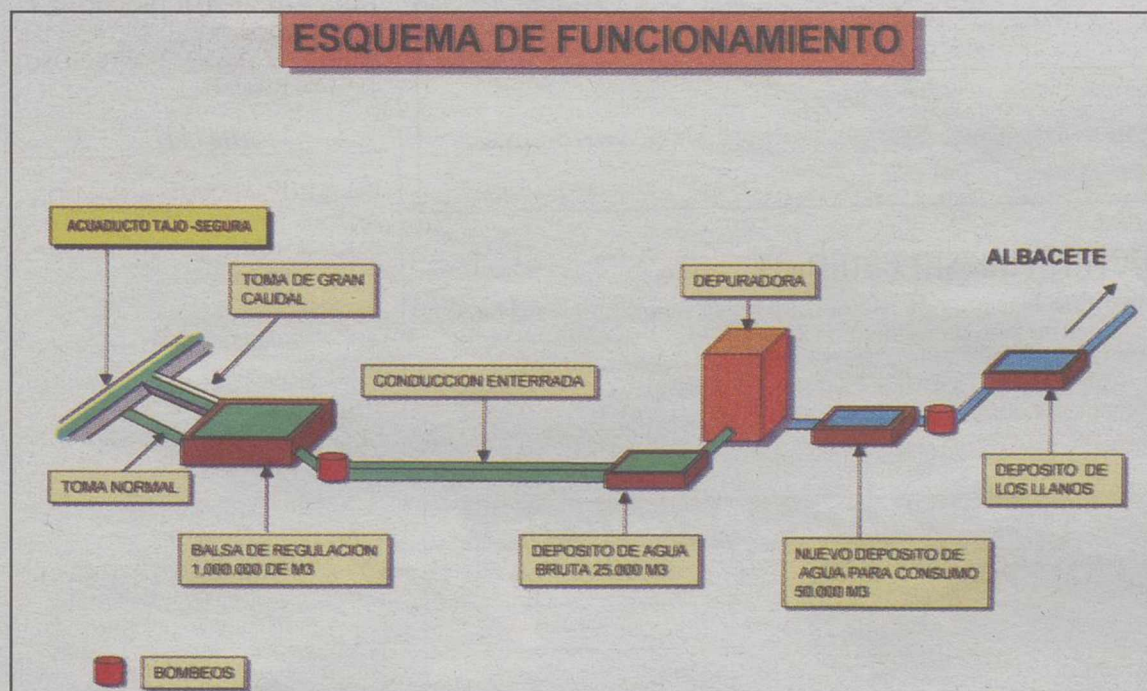 ESQUEMA DE FUNCIONAMIENTO
ACUADUCTO TAJO -SEGURA
TOMA DE GRAN
CAUDAL
DEPURADORA
ALBACETE
CONDUCCION ENTERRADA
TOMA NORMAL
DEPOSITO DE
LOS LLANOS
BALSA DE REGULACION
1.000.000 DE M3
DEPOSITO DE AGUA
BRUTA 25.000 M3
NUEVO DEPOSITO DE
AGUA PARA CONSUMO
50.000 M3
BOMBEOS